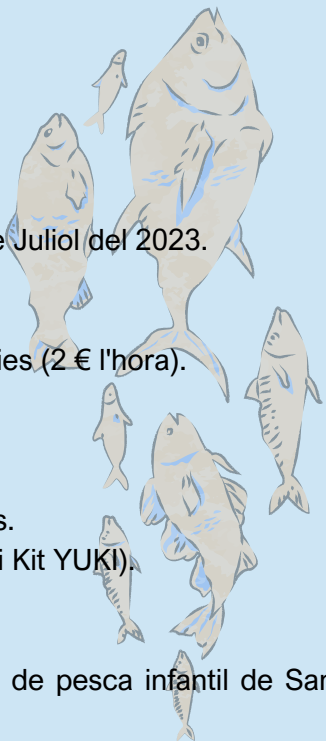 e Juliol del 2023.
ies (2 € l'hora).
s.
i Kit YUKI).
de pesca infantil de San